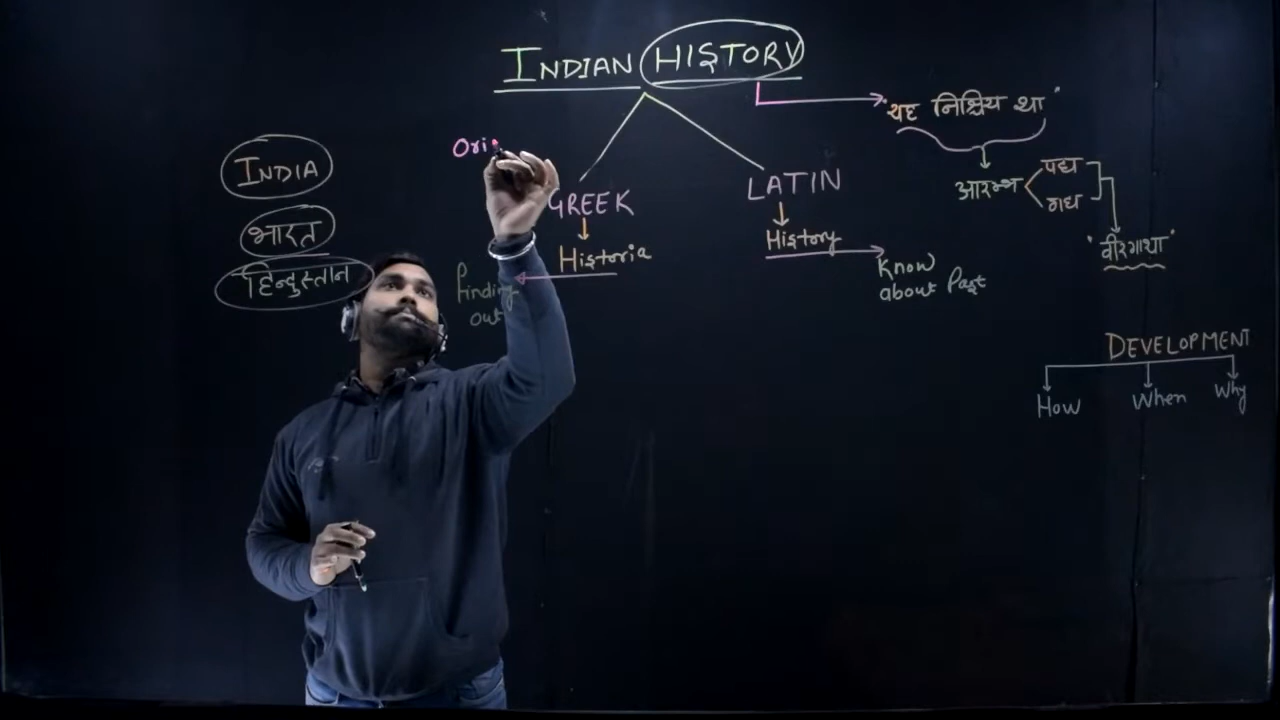 INDIAN HISTORY
"यह निश्चिय था"
Ori
INDIA
GREEK
LATIN
आरम्भ
पद्य
गद्य
भारत
Historia
History
"वीरगाथा"
हिन्दुस्तान
finding
out
Know
about Past
DEVELOPMENT
How
When
Why